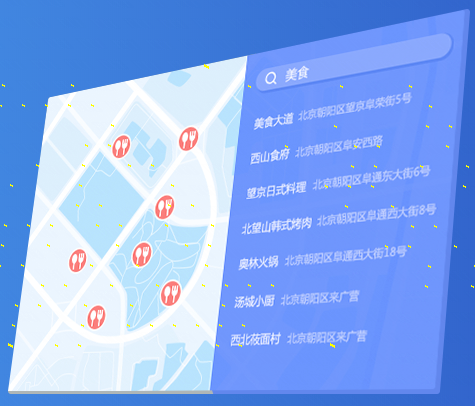 美食
美食大道 北京朝阳区望京阜荣街5号
西山食府 北京朝阳区阜安西路
望京日式料理 北京朝阳区阜通东大街6号
北望山韩式烤肉 北京朝阳区阜通西大街8号
奥林火锅 北京朝阳区阜通西大街18号
汤城小厨 北京朝阳区来广营
西北莜面村 北京朝阳区来广营